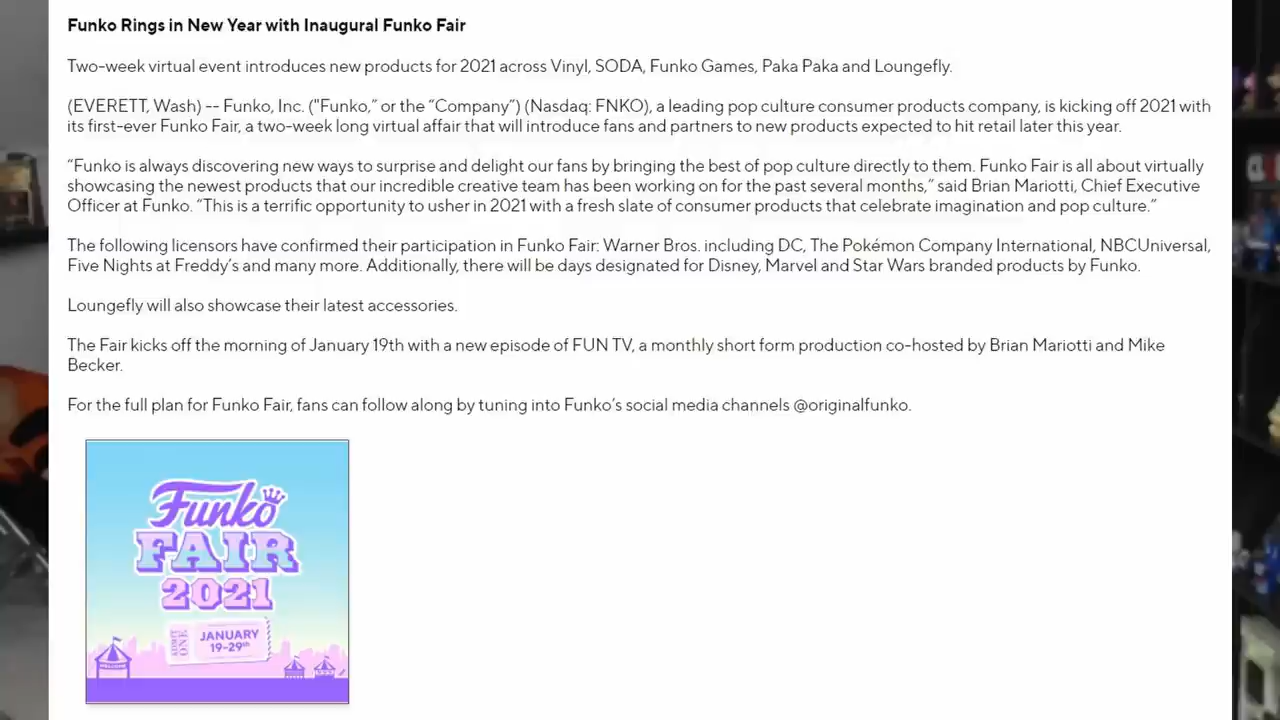 Funko Rings in New Year with Inaugural Funko Fair
Two-week virtual event introduces new products for 2021 across Vinyl, SODA, Funko Games, Paka Paka and Loungefly.
(EVERETT, Wash) -- Funko, Inc. ("Funko,” or the “Company”) (Nasdaq: FNKO), a leading pop culture consumer products company, is kicking off 2021 with
its first-ever Funko Fair, a two-week long virtual affair that will introduce fans and partners to new products expected to hit retail later this year.
“Funko is always discovering new ways to surprise and delight our fans by bringing the best of pop culture directly to them. Funko Fair is all about virtually
showcasing the newest products that our incredible creative team has been working on for the past several months,” said Brian Mariotti, Chief Executive
Officer at Funko. “This is a terrific opportunity to usher in 2021 with a fresh slate of consumer products that celebrate imagination and pop culture.”
The following licensors have confirmed their participation in Funko Fair: Warner Bros. including DC, The Pokémon Company International, NBCUniversal,
Five Nights at Freddy’s and many more. Additionally, there will be days designated for Disney, Marvel and Star Wars branded products by Funko.
Loungefly will also showcase their latest accessories.
The Fair kicks off the morning of January 19th with a new episode of FUN TV, a monthly short form production co-hosted by Brian Mariotti and Mike
Becker.
For the full plan for Funko Fair, fans can follow along by tuning into Funko’s social media channels @originalfunko.
Funko
FAIR
2021
ADMIT ONE
JANUARY
19-29th
WELCOME